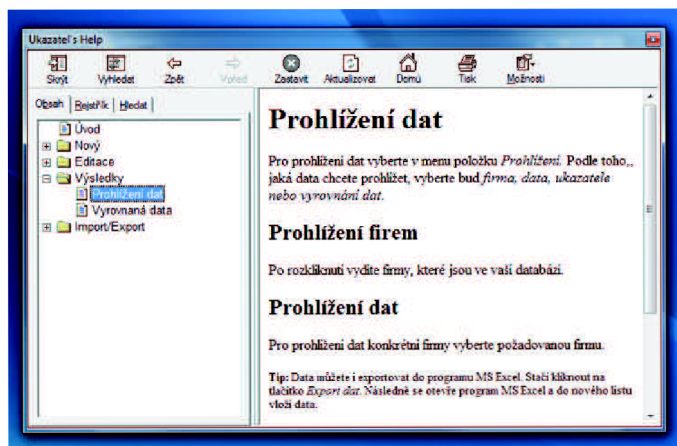 Ukazatel's Help
Skrýt Vyhledat Zpět Vpřed Zastavit Aktualizovat Domů Tisk Možnosti
Obsah Rejstřík Hledat
Úvod
Nový
Editace
Výsledky
Prohlížení dat
Vyrovnaná data
Import/Export
Prohlížení dat
Pro prohlížení dat vyberte v menu položku Prohlížení. Podle toho,,
jaká data chcete prohlížet, vyberte bud firma, data, ukazatele
nebo vyrovnání dat.
Prohlížení firem
Po rozkliknutí vydíte firmy, které jsou ve vaší databázi.
Prohlížení dat
Pro prohlížení dat konkrétní firmy vyberte požadovanou firmu.
Tip: Data můžete i exportovat do programu MS Excel. Stačí kliknout na
tlačítko Export dat. Následně se otevře program MS Excel a do nového listu
vloží data.